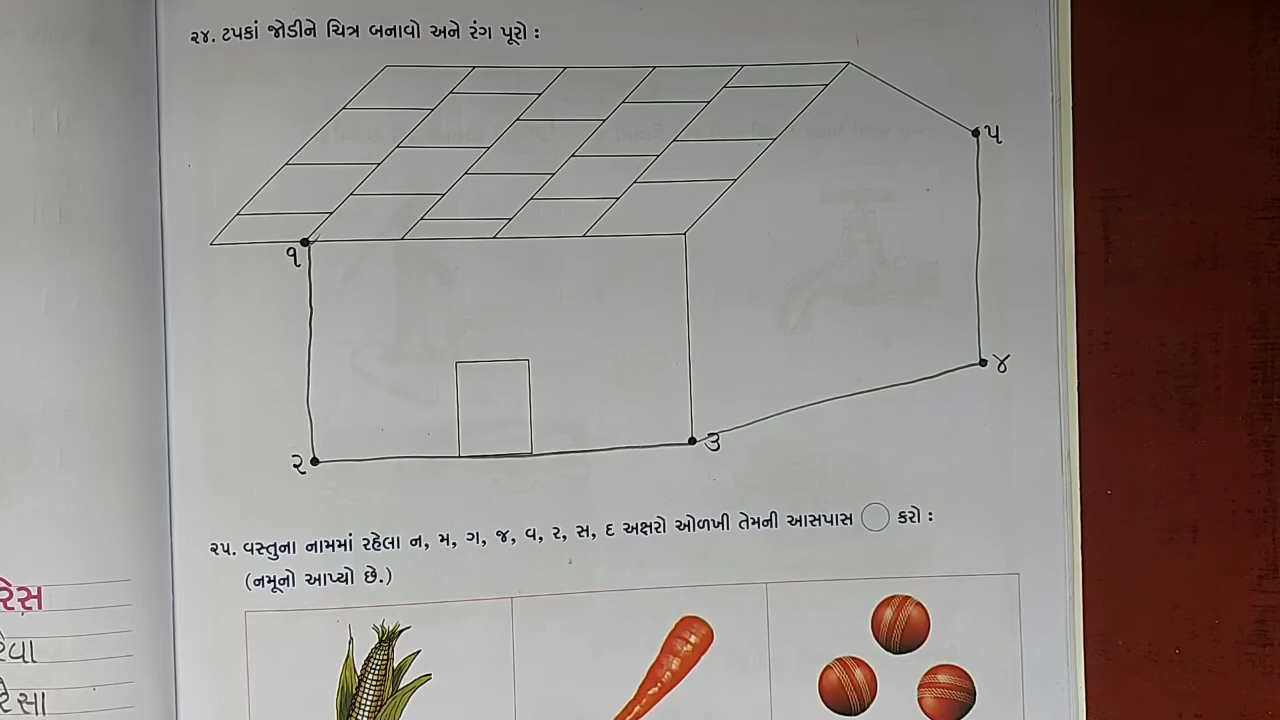 ૨૪. ટપકાં જોડીને ચિત્ર બનાવો અને રંગ પૂરો :
૫
૧
૪
૩
૨
૨૫. વસ્તુના નામમાં રહેલા ન, મ, ગ, જ, વ, ર, સ, દ અક્ષરો ઓળખી તેમની આસપાસ ◯ કરો :
(નમૂનો આપ્યો છે.)
રેસ
રેવા
રેસા